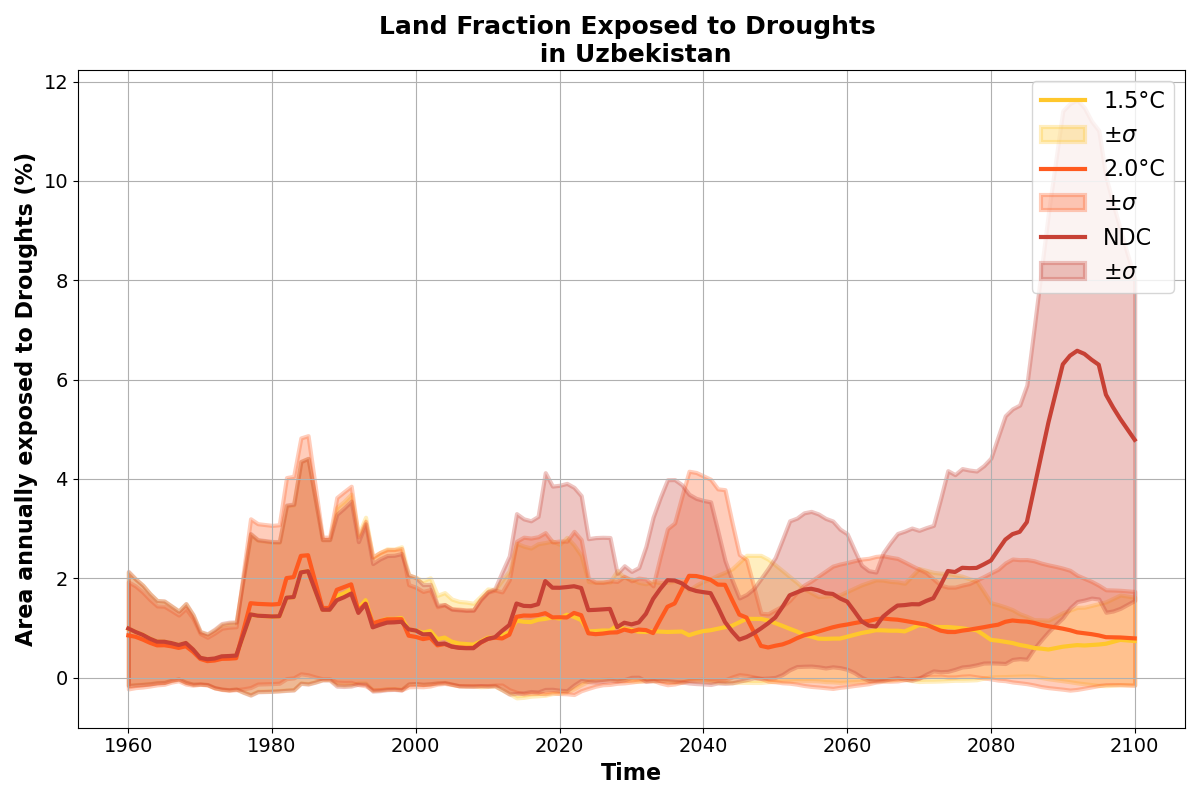 Land Fraction Exposed to Droughts
in Uzbekistan
Area annually exposed to Droughts (%)
12
10
8
6
4
2
0
1.5°C
±σ
2.0°C
±σ
NDC
±σ
1960 1980 2000 2020 2040 2060 2080 2100
Time